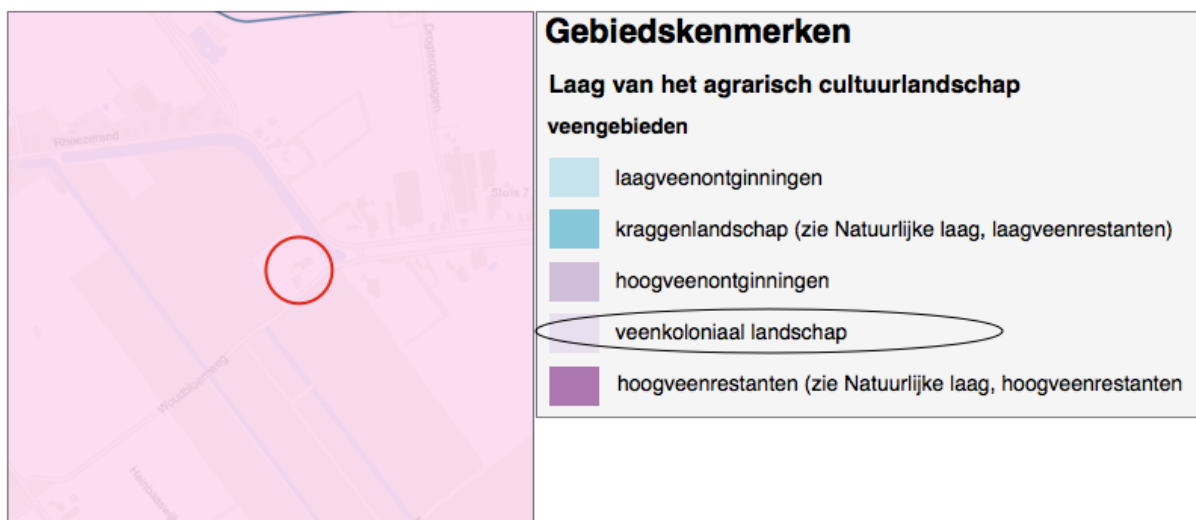 Drogteropslagen
Rheezerend
Sluis 7
Woudbloemweg
Gebiedskenmerken
Laag van het agrarisch cultuurlandschap
veengebieden
laagveenontginningen
kraggenlandschap (zie Natuurlijke laag, laagveenrestanten)
hoogveenontginningen
veenkoloniaal landschap
hoogveenrestanten (zie Natuurlijke laag, hoogveenrestanten